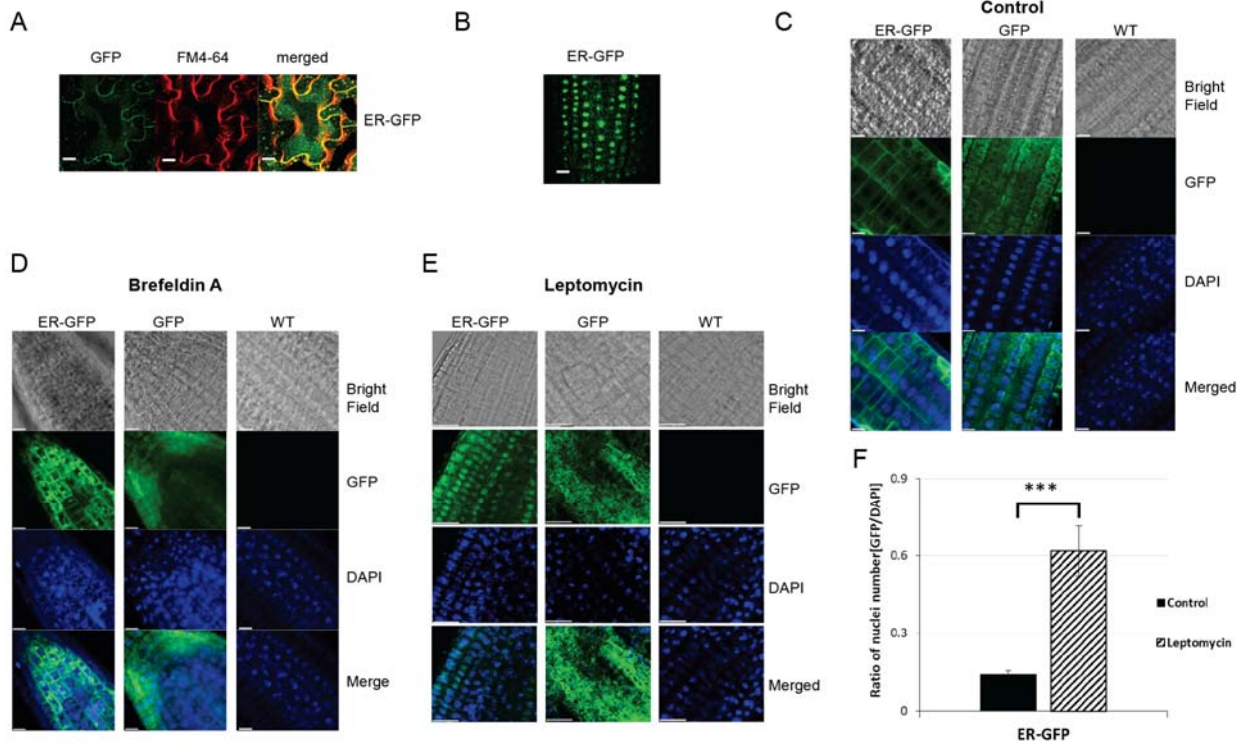 A
GFP
FM4-64
merged
ER-GFP
B
ER-GFP
C
Control
ER-GFP
GFP
WT
Bright
Field
GFP
DAPI
Merged
D
Brefeldin A
ER-GFP
GFP
WT
Bright
Field
GFP
DAPI
Merge
E
Leptomycin
ER-GFP
GFP
WT
Bright
Field
GFP
DAPI
Merged
F
Ratio of nuclei number[GFP/DAPI]
0.9
0.6
0.3
0
***
Control
Leptomycin
ER-GFP